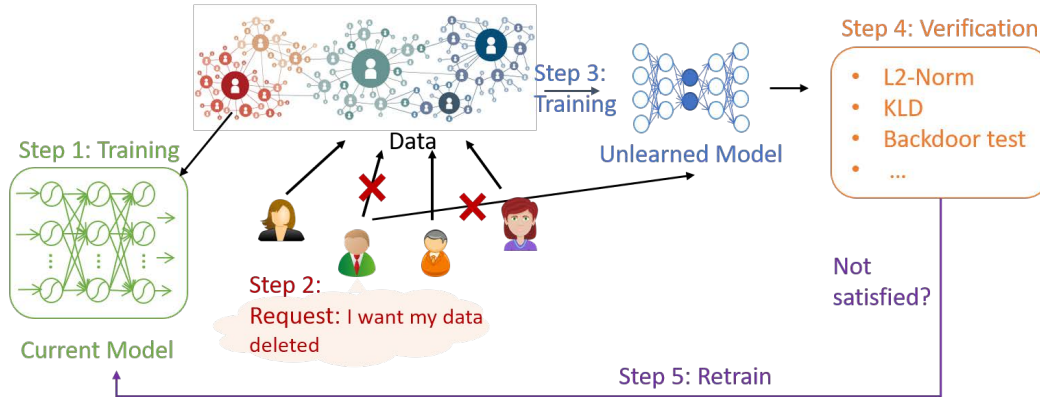 Step 4: Verification
Step 3:
Training
• L2-Norm
• KLD
• Backdoor test
• ...
Data
Step 1: Training
Unlearned Model
Step 2:
Request: I want my data
deleted
Not
satisfied?
Current Model
Step 5: Retrain